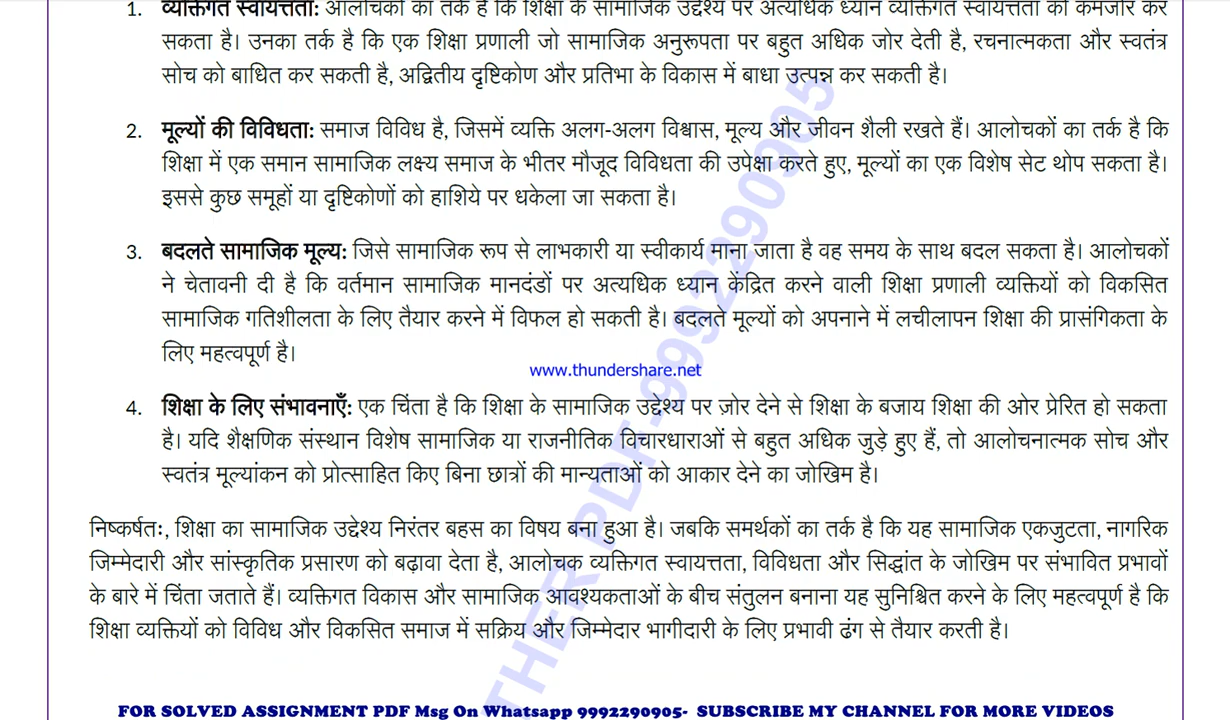 1. व्यक्तिगत स्वायत्तता: आलोचकों का तर्क है कि शिक्षा के सामाजिक उद्देश्य पर अत्यधिक ध्यान व्यक्तिगत स्वायत्तता को कमजोर कर
सकता है। उनका तर्क है कि एक शिक्षा प्रणाली जो सामाजिक अनुरूपता पर बहुत अधिक जोर देती है, रचनात्मकता और स्वतंत्र
सोच को बाधित कर सकती है, अद्वितीय दृष्टिकोण और प्रतिभा के विकास में बाधा उत्पन्न कर सकती है।
2. मूल्यों की विविधता: समाज विविध है, जिसमें व्यक्ति अलग-अलग विश्वास, मूल्य और जीवन शैली रखते हैं। आलोचकों का तर्क है कि
शिक्षा में एक समान सामाजिक लक्ष्य समाज के भीतर मौजूद विविधता की उपेक्षा करते हुए, मूल्यों का एक विशेष सेट थोप सकता है।
इससे कुछ समूहों या दृष्टिकोणों को हाशिये पर धकेला जा सकता है।
3. बदलते सामाजिक मूल्य: जिसे सामाजिक रूप से लाभकारी या स्वीकार्य माना जाता है वह समय के साथ बदल सकता है। आलोचकों
ने चेतावनी दी है कि वर्तमान सामाजिक मानदंडों पर अत्यधिक ध्यान केंद्रित करने वाली शिक्षा प्रणाली व्यक्तियों को विकसित
सामाजिक गतिशीलता के लिए तैयार करने में विफल हो सकती है। बदलते मूल्यों को अपनाने में लचीलापन शिक्षा की प्रासंगिकता के
लिए महत्वपूर्ण है।
www.thundershare.net
4. शिक्षा के लिए संभावनाएँ: एक चिंता है कि शिक्षा के सामाजिक उद्देश्य पर ज़ोर देने से शिक्षा के बजाय शिक्षा की ओर प्रेरित हो सकता
है। यदि शैक्षणिक संस्थान विशेष सामाजिक या राजनीतिक विचारधाराओं से बहुत अधिक जुड़े हुए हैं, तो आलोचनात्मक सोच और
स्वतंत्र मूल्यांकन को प्रोत्साहित किए बिना छात्रों की मान्यताओं को आकार देने का जोखिम है।
निष्कर्षतः, शिक्षा का सामाजिक उद्देश्य निरंतर बहस का विषय बना हुआ है। जबकि समर्थकों का तर्क है कि यह सामाजिक एकजुटता, नागरिक
जिम्मेदारी और सांस्कृतिक प्रसारण को बढ़ावा देता है, आलोचक व्यक्तिगत स्वायत्तता, विविधता और सिद्धांत के जोखिम पर संभावित प्रभावों
के बारे में चिंता जताते हैं। व्यक्तिगत विकास और सामाजिक आवश्यकताओं के बीच संतुलन बनाना यह सुनिश्चित करने के लिए महत्वपूर्ण है कि
शिक्षा व्यक्तियों को विविध और विकसित समाज में सक्रिय और जिम्मेदार भागीदारी के लिए प्रभावी ढंग से तैयार करती है।
THER PDF-9992290905
FOR SOLVED ASSIGNMENT PDF Msg On Whatsapp 9992290905- SUBSCRIBE MY CHANNEL FOR MORE VIDEOS